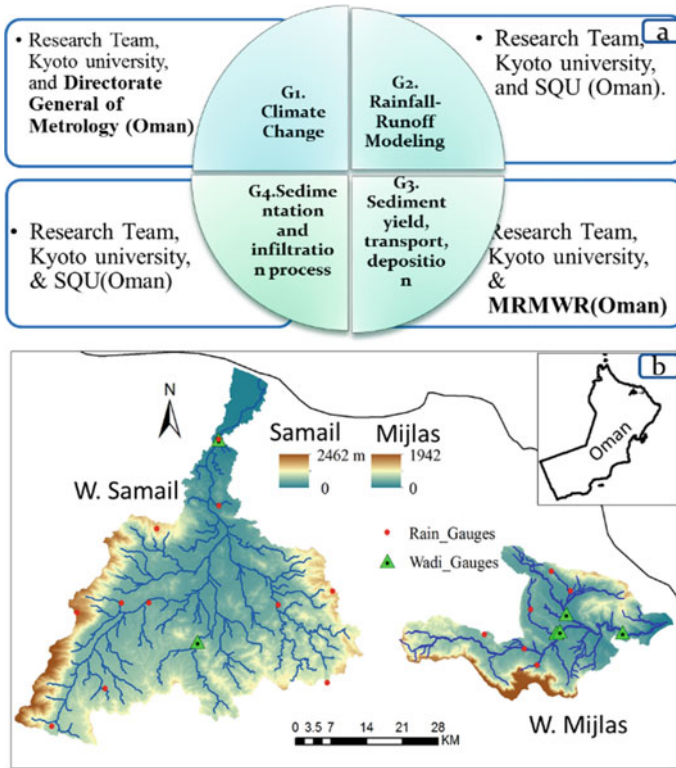 • Research Team,
Kyoto university,
and Directorate
General of
Metrology (Oman)
G1.
Climate
Change
G2.
Rainfall-
Runoff
Modeling
a
• Research Team,
Kyoto university,
and SQU (Oman).
• Research Team,
Kyoto university,
& SQU(Oman)
G4.Sedime
ntation
and
infiltratio
n process
G3.
Sediment
yield,
transport,
depositio
n
Research Team,
Kyoto university,
&
MRMWR(Oman)
b
N
Samail
2462 m
0
Mijlas
1942
0
Oman
W. Samail
Rain_Gauges
Wadi_Gauges
W. Mijlas
0 3.5 7 14 21 28
KM